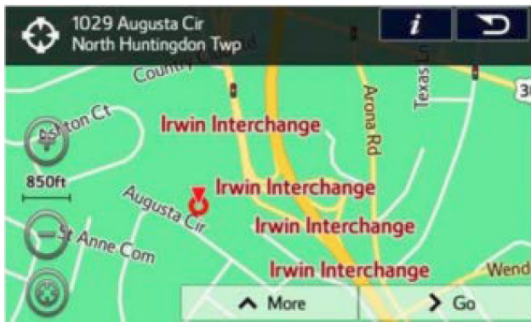 1029 Augusta Cir
North Huntingdon Twp
i
Country
Texas Ln
30
Ashton Ct
Irwin Interchange
Arona Rd
850ft
Irwin Interchange
Augusta Cir
Irwin Interchange
St Anne Com
Irwin Interchange
Wend
More
Go